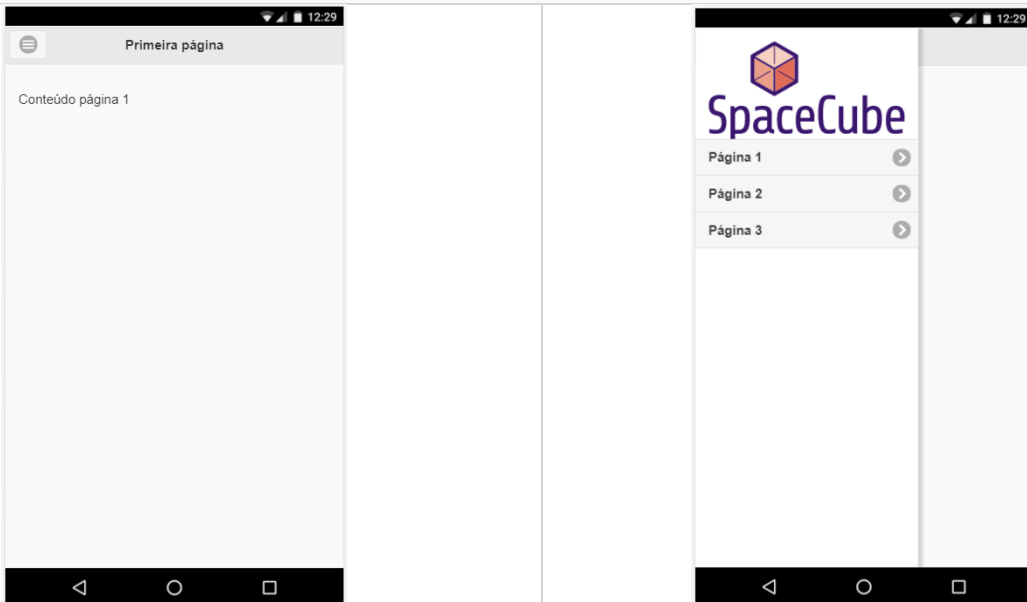 12:29
Primeira página
Conteúdo página 1
12:29
SpaceCube
Página 1
Página 2
Página 3